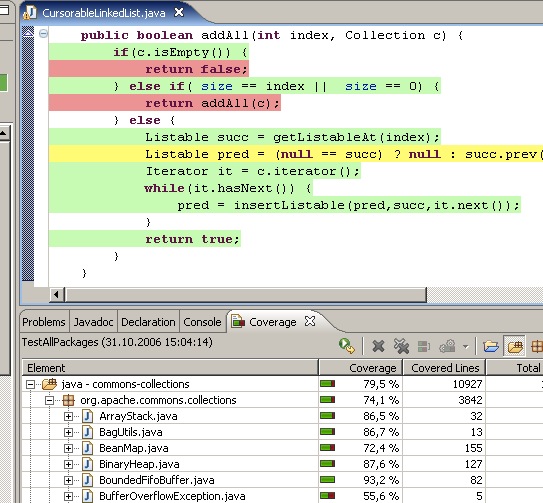 CursorableLinkedList.java
public boolean addAll(int index, Collection c) {
if(c.isEmpty()) {
return false;
} else if( size == index || size == 0) {
return addAll(c);
} else {
Listable succ = getListableAt(index);
Listable pred = (null == succ) ? null : succ.prev(
Iterator it = c.iterator();
while(it.hasNext()) {
pred = insertListable(pred,succ,it.next());
}
return true;
}
}
Problems Javadoc Declaration Console Coverage
TestAllPackages (31.10.2006 15:04:14)
Element Coverage Covered Lines Total
java - commons-collections 79,5 % 10927
org.apache.commons.collections 74,1 % 3842
ArrayStack.java 86,5 % 32
BagUtils.java 86,7 % 13
BeanMap.java 72,4 % 155
BinaryHeap.java 87,6 % 127
BoundedFifoBuffer.java 93,2 % 82
BufferOverflowException.java 55,6 % 5